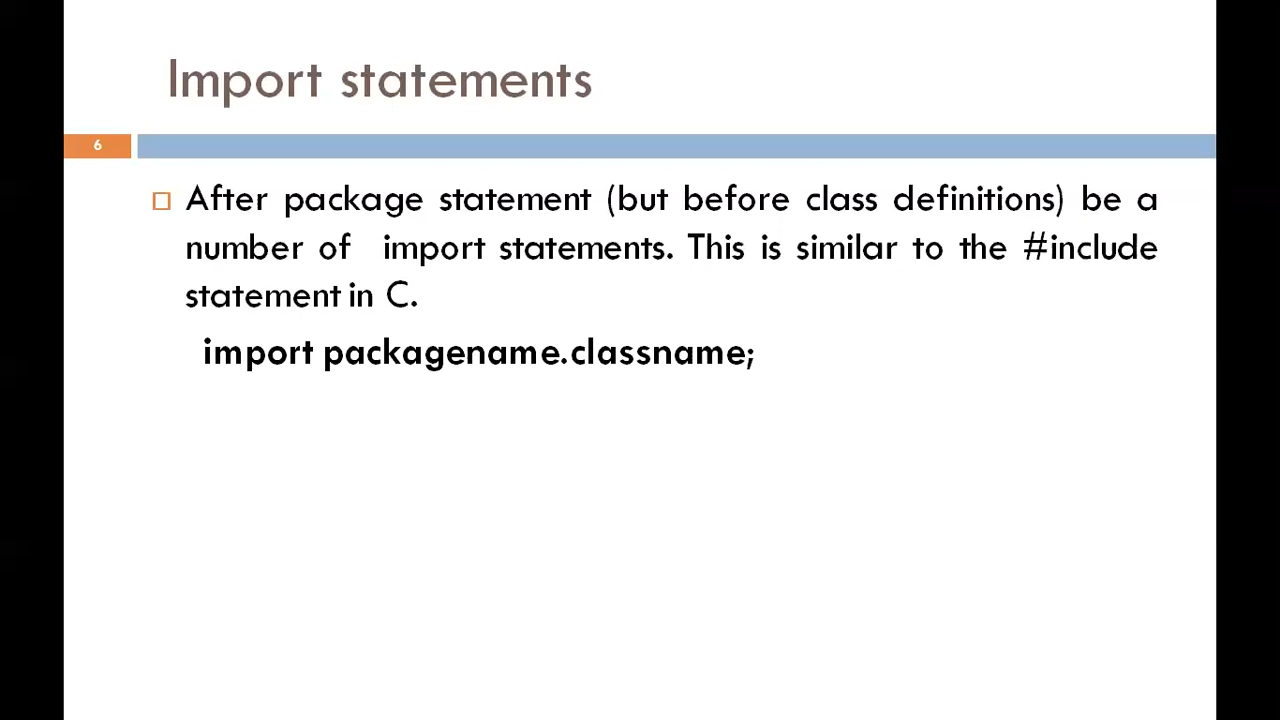 Import statements
6
After package statement (but before class definitions) be a
number of import statements. This is similar to the #include
statement in C.
import packagename.classname;